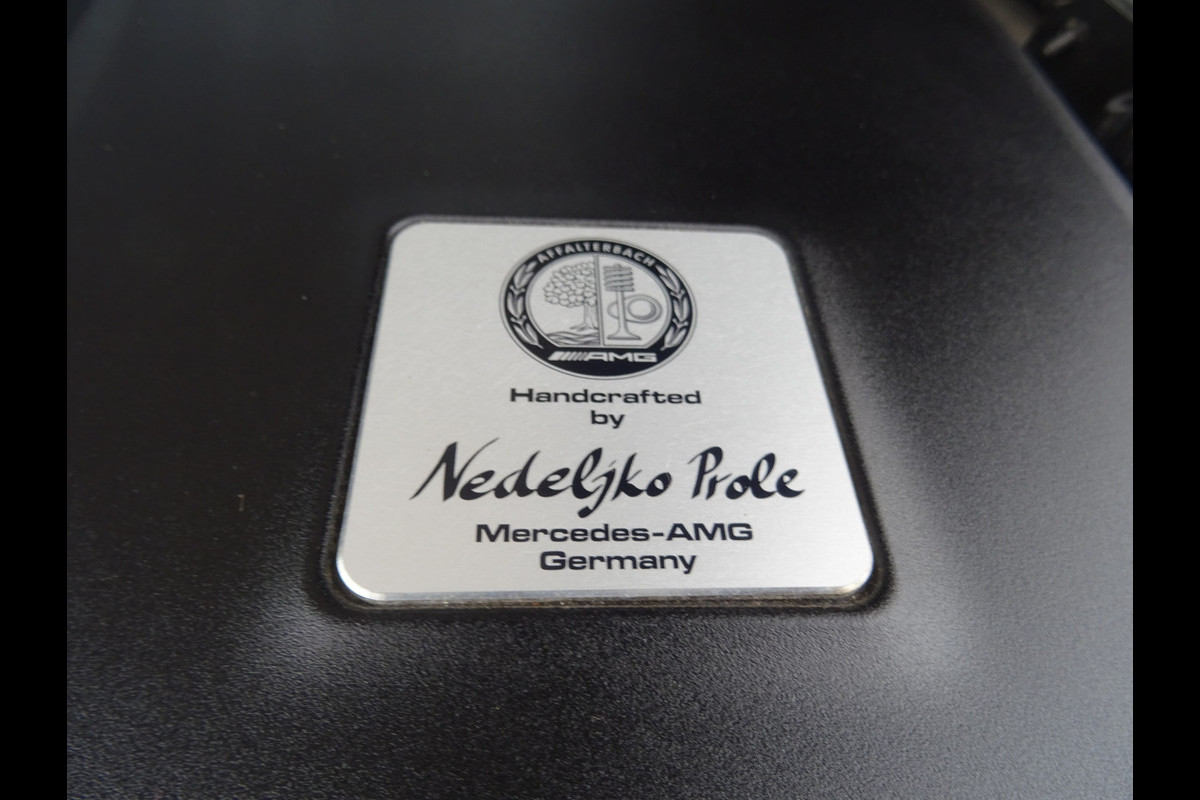 AFFALTERBACH
AMG
Handcrafted
by
Nedeljko Prole
Mercedes-AMG
Germany